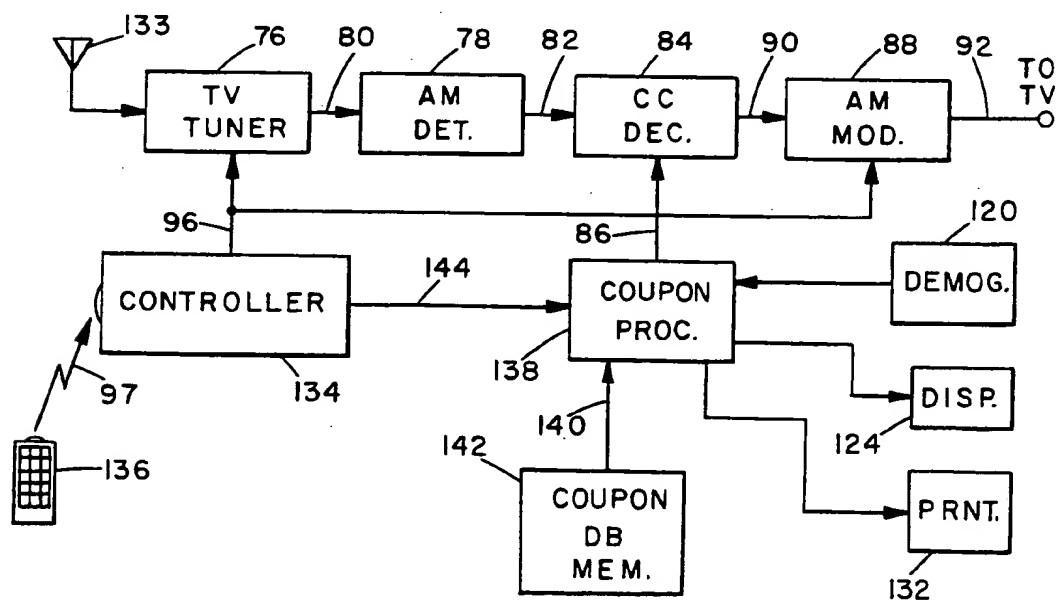 133
76
80
78
82
84
90
88
92
TO
TV
TV
TUNER
AM
DET.
CC
DEC.
AM
MOD.
96
86
120
CONTROLLER
144
COUPON
PROC.
DEMOG.
97
134
138
140
DISP.
124
136
142
COUPON
DB
MEM.
PRNT.
132